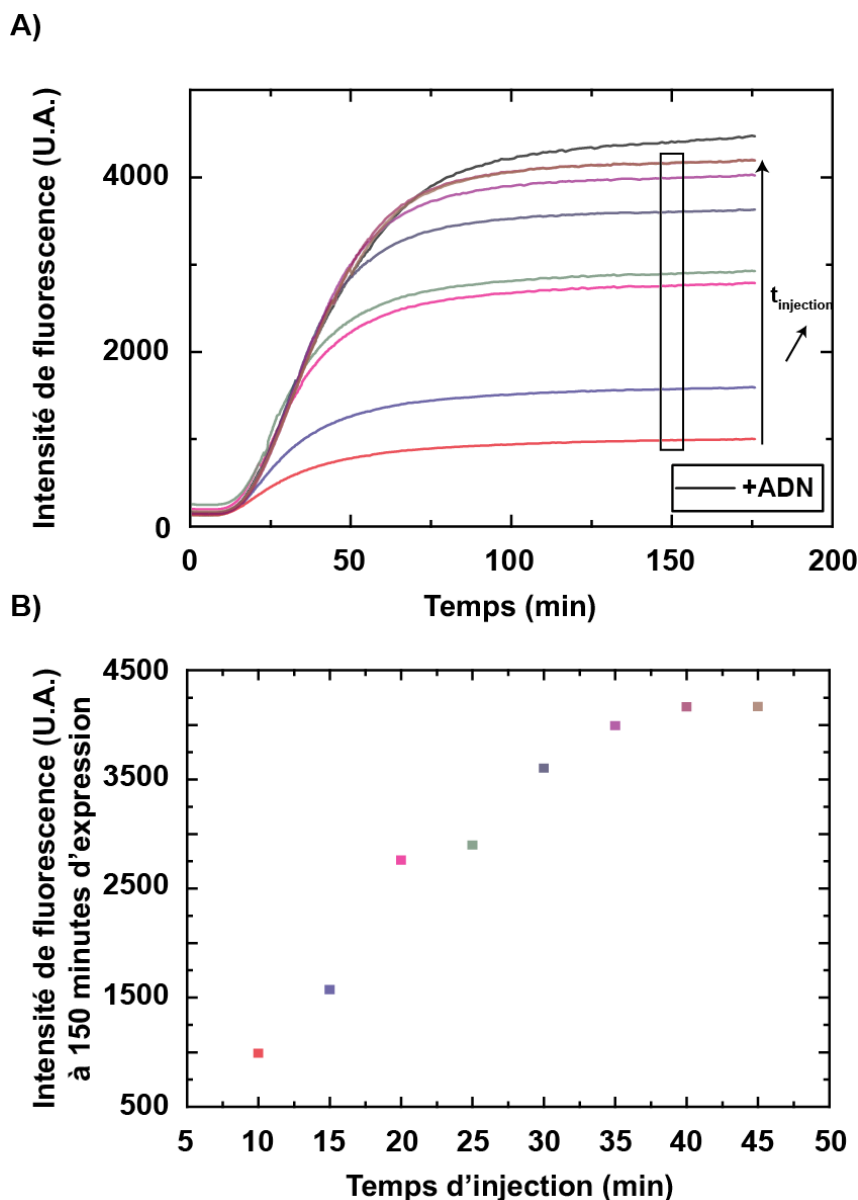 A)
Intensité de fluorescence (U.A.)
4000
2000
0
0 50 100 150 200
Temps (min)
t injection
+ADN
B)
Intensité de fluorescence (U.A.)
à 150 minutes d'expression
4500
3500
2500
1500
500
5 10 15 20 25 30 35 40 45 50
Temps d'injection (min)